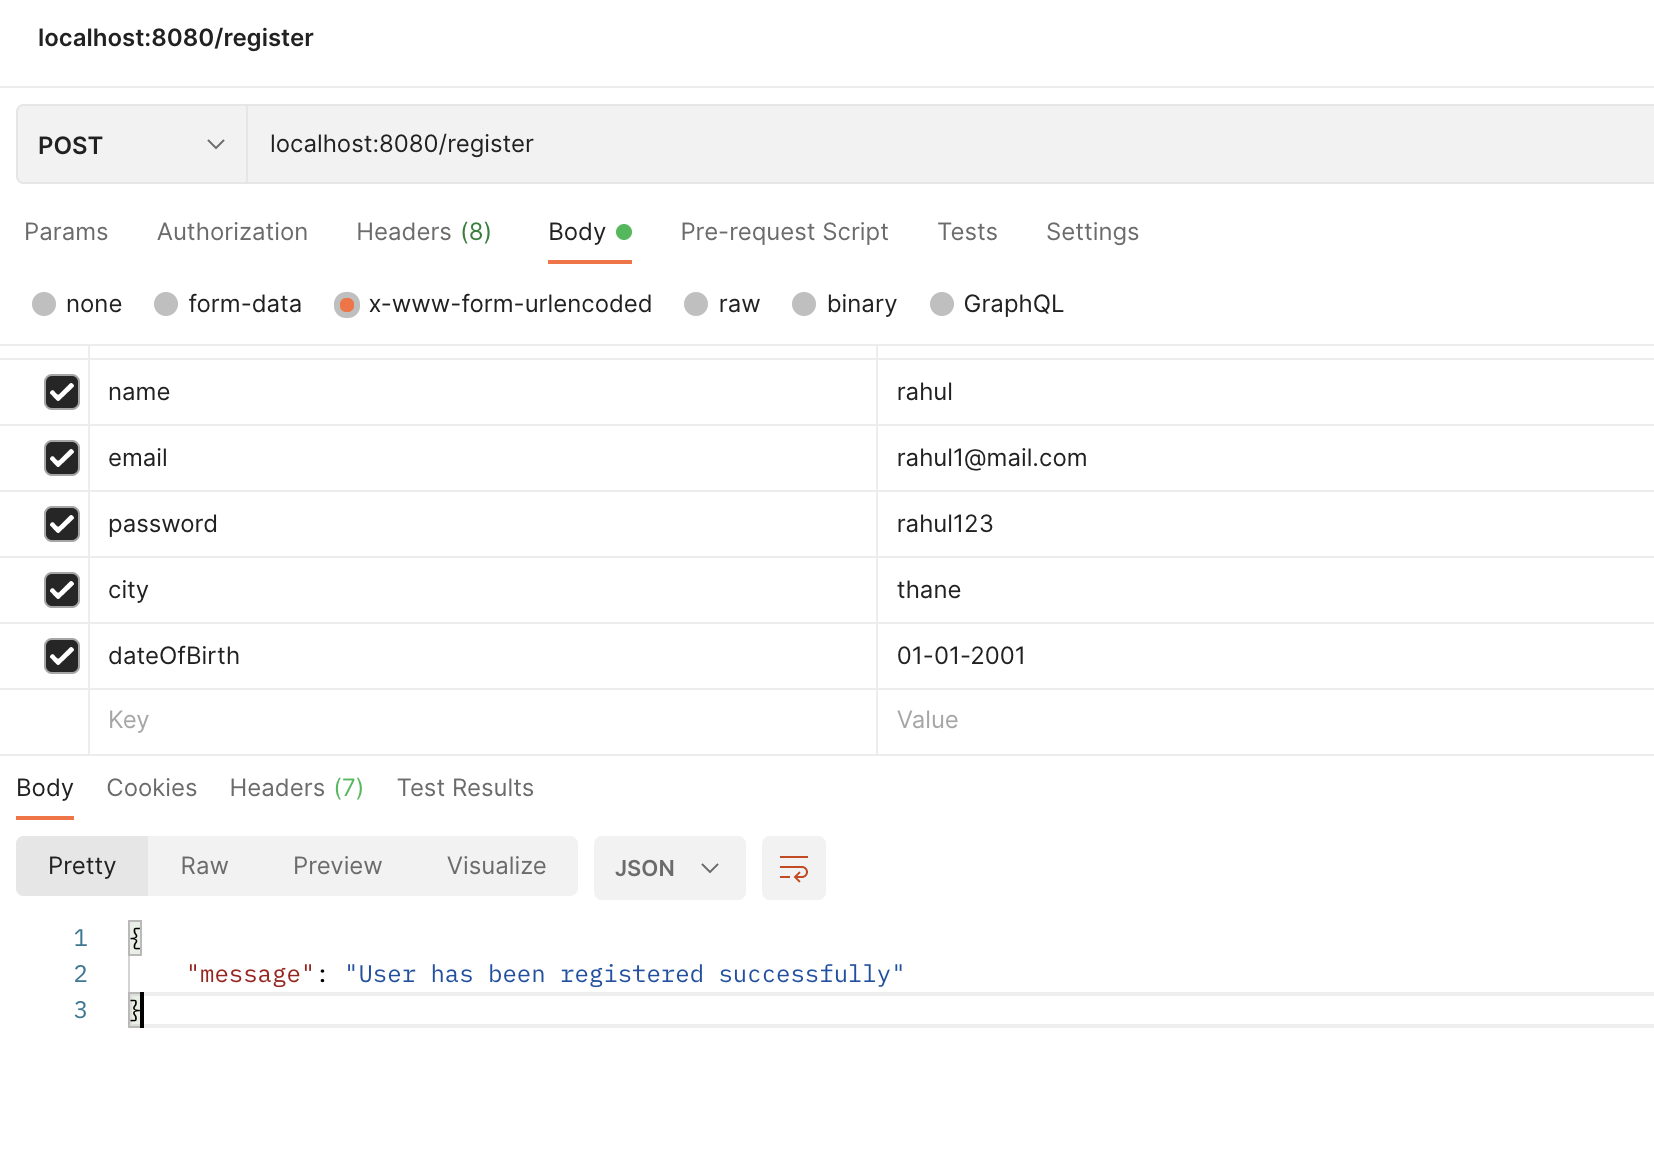 localhost:8080/register
POST localhost:8080/register
Params Authorization Headers (8) Body Pre-request Script Tests Settings
none form-data x-www-form-urlencoded raw binary GraphQL
name rahul
email rahul1@mail.com
password rahul123
city thane
dateOfBirth 01-01-2001
Key Value
Body Cookies Headers (7) Test Results
Pretty Raw Preview Visualize JSON
1 {
2 "message": "User has been registered successfully"
3 }